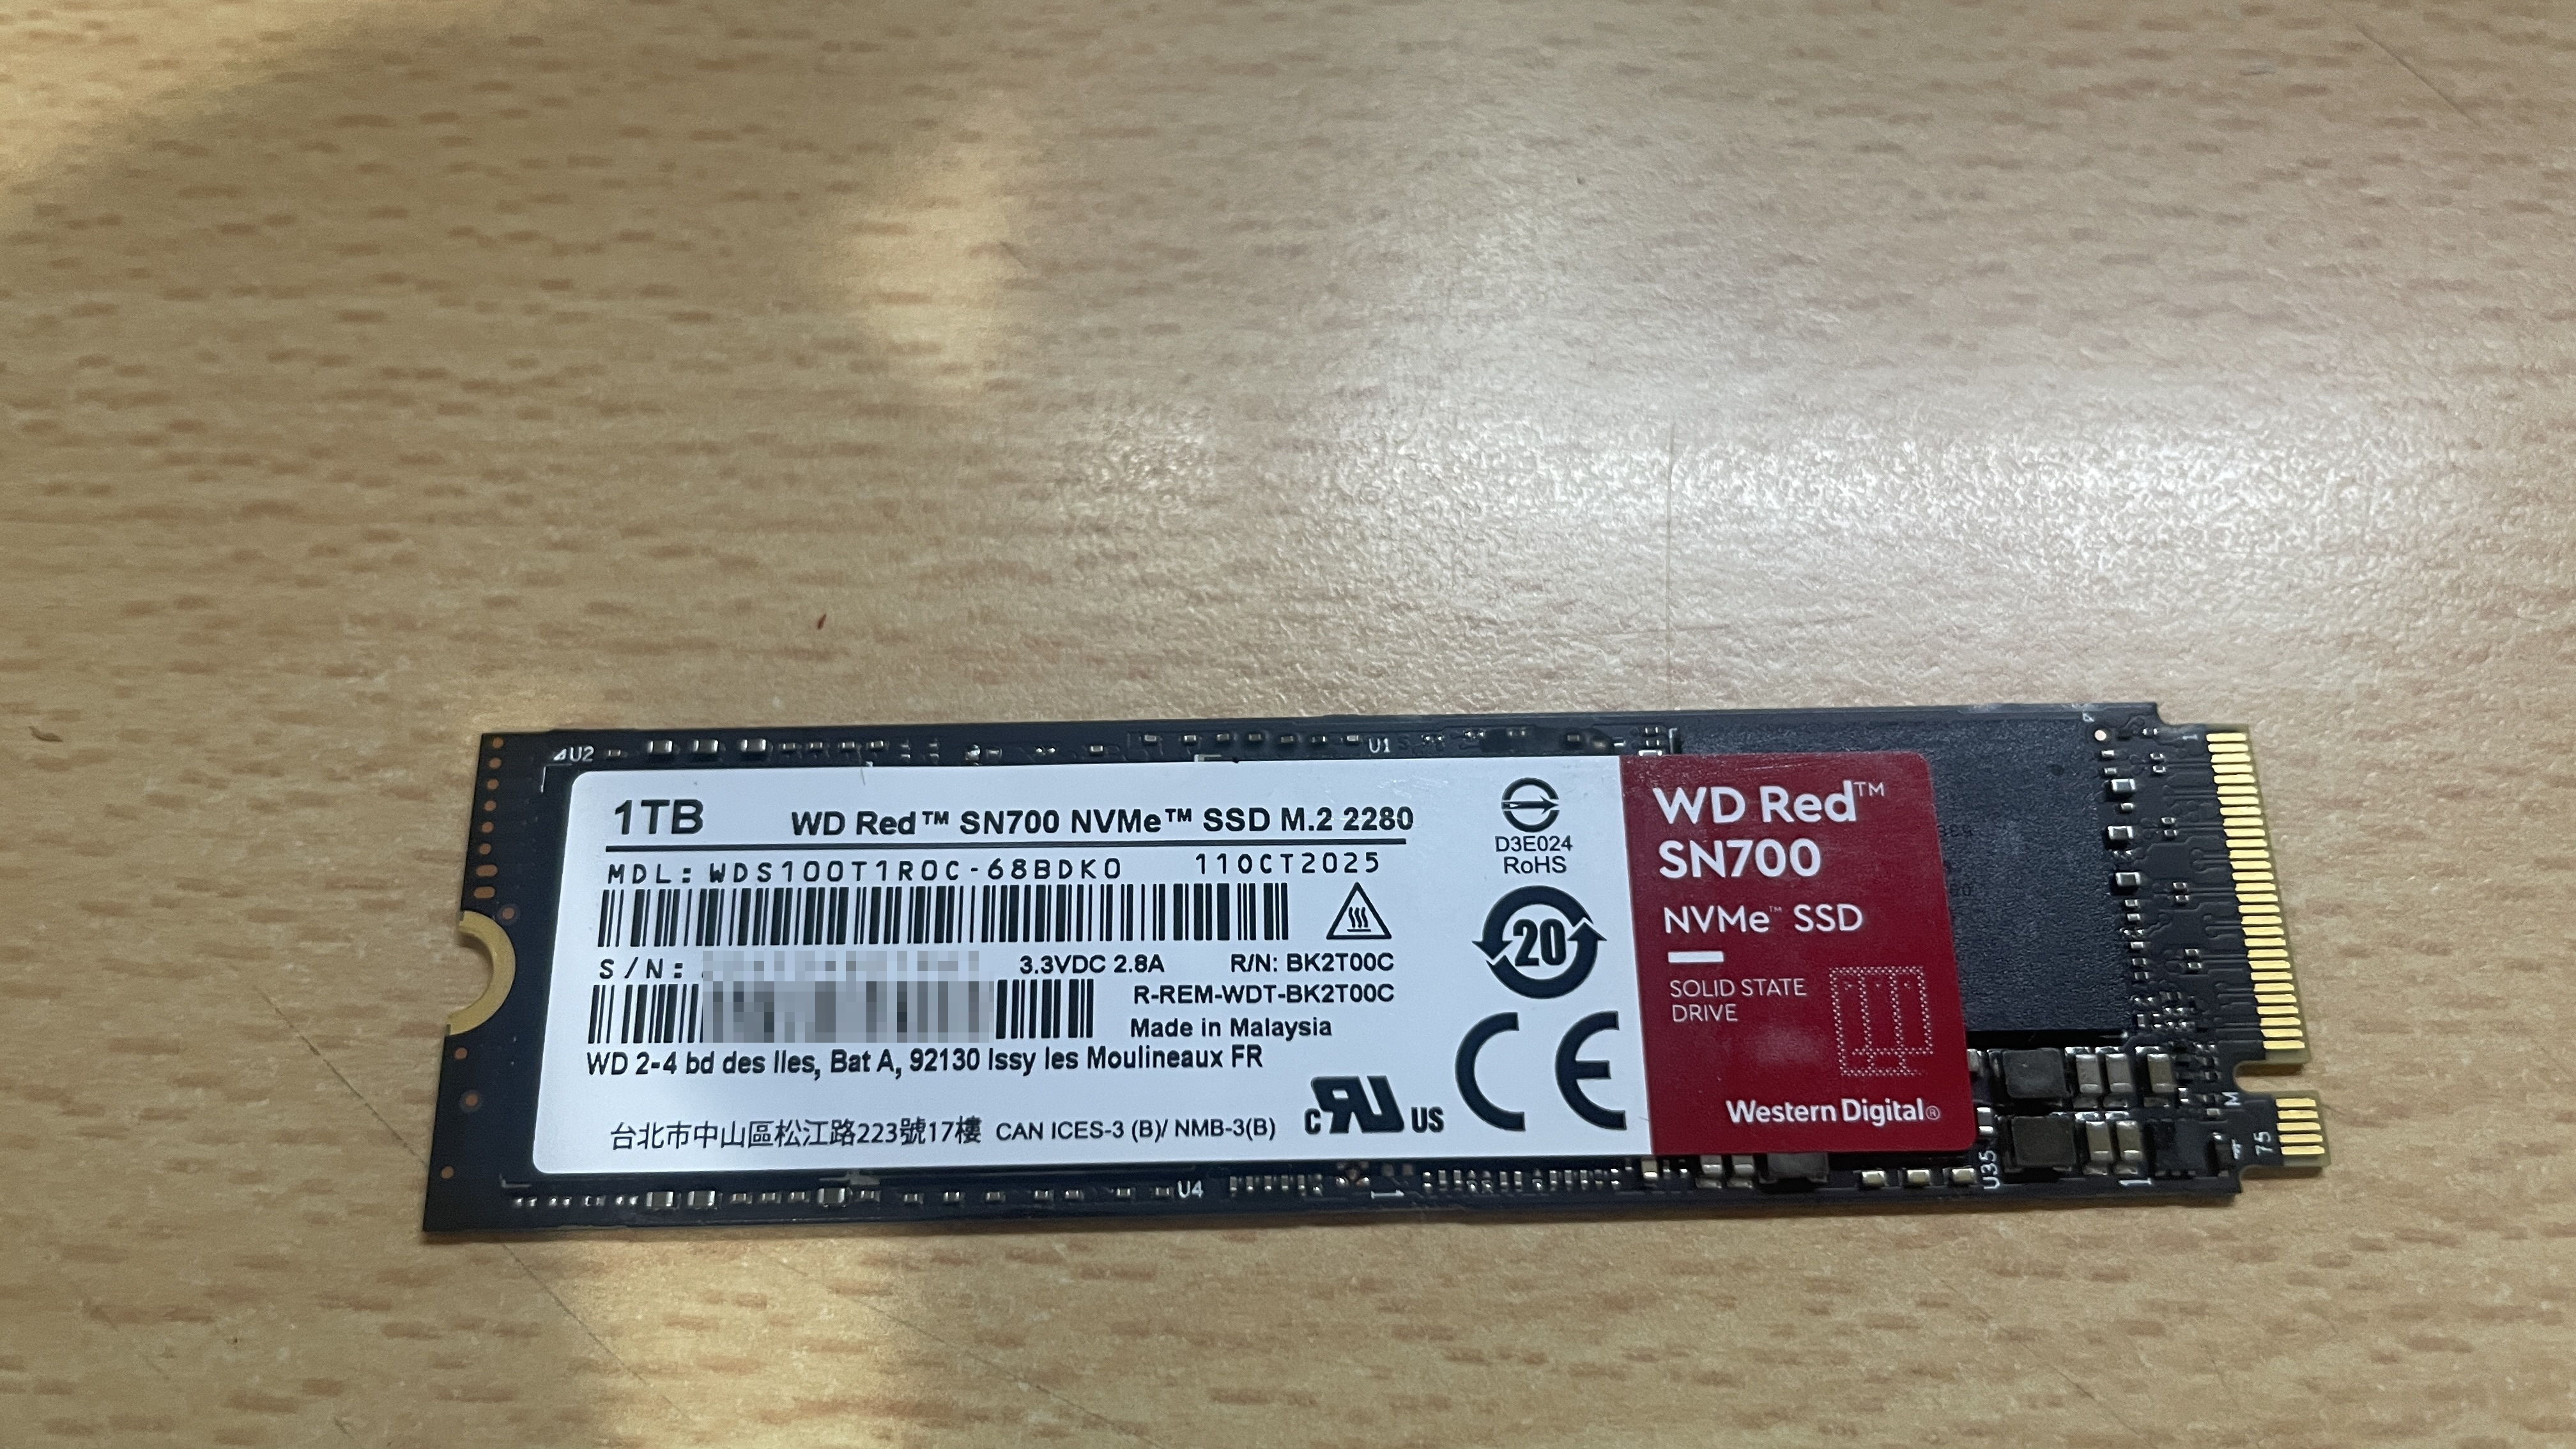 U2
U1
1TB WD Red™ SN700 NVMe™ SSD M.2 2280
MDL: WDS100T1R0C-68BDK0 11OCT2025
S/N:
3.3VDC 2.8A R/N: BK2T00C
R-REM-WDT-BK2T00C
Made in Malaysia
WD 2-4 bd des Iles, Bat A, 92130 Issy les Moulineaux FR
台北市中山區松江路223號17樓 CAN ICES-3 (B)/ NMB-3(B)
D3E024
RoHS
20
CE
c RU US
WD Red™
SN700
NVMe™ SSD
SOLID STATE
DRIVE
Western Digital®
U4
U35
1
M
75